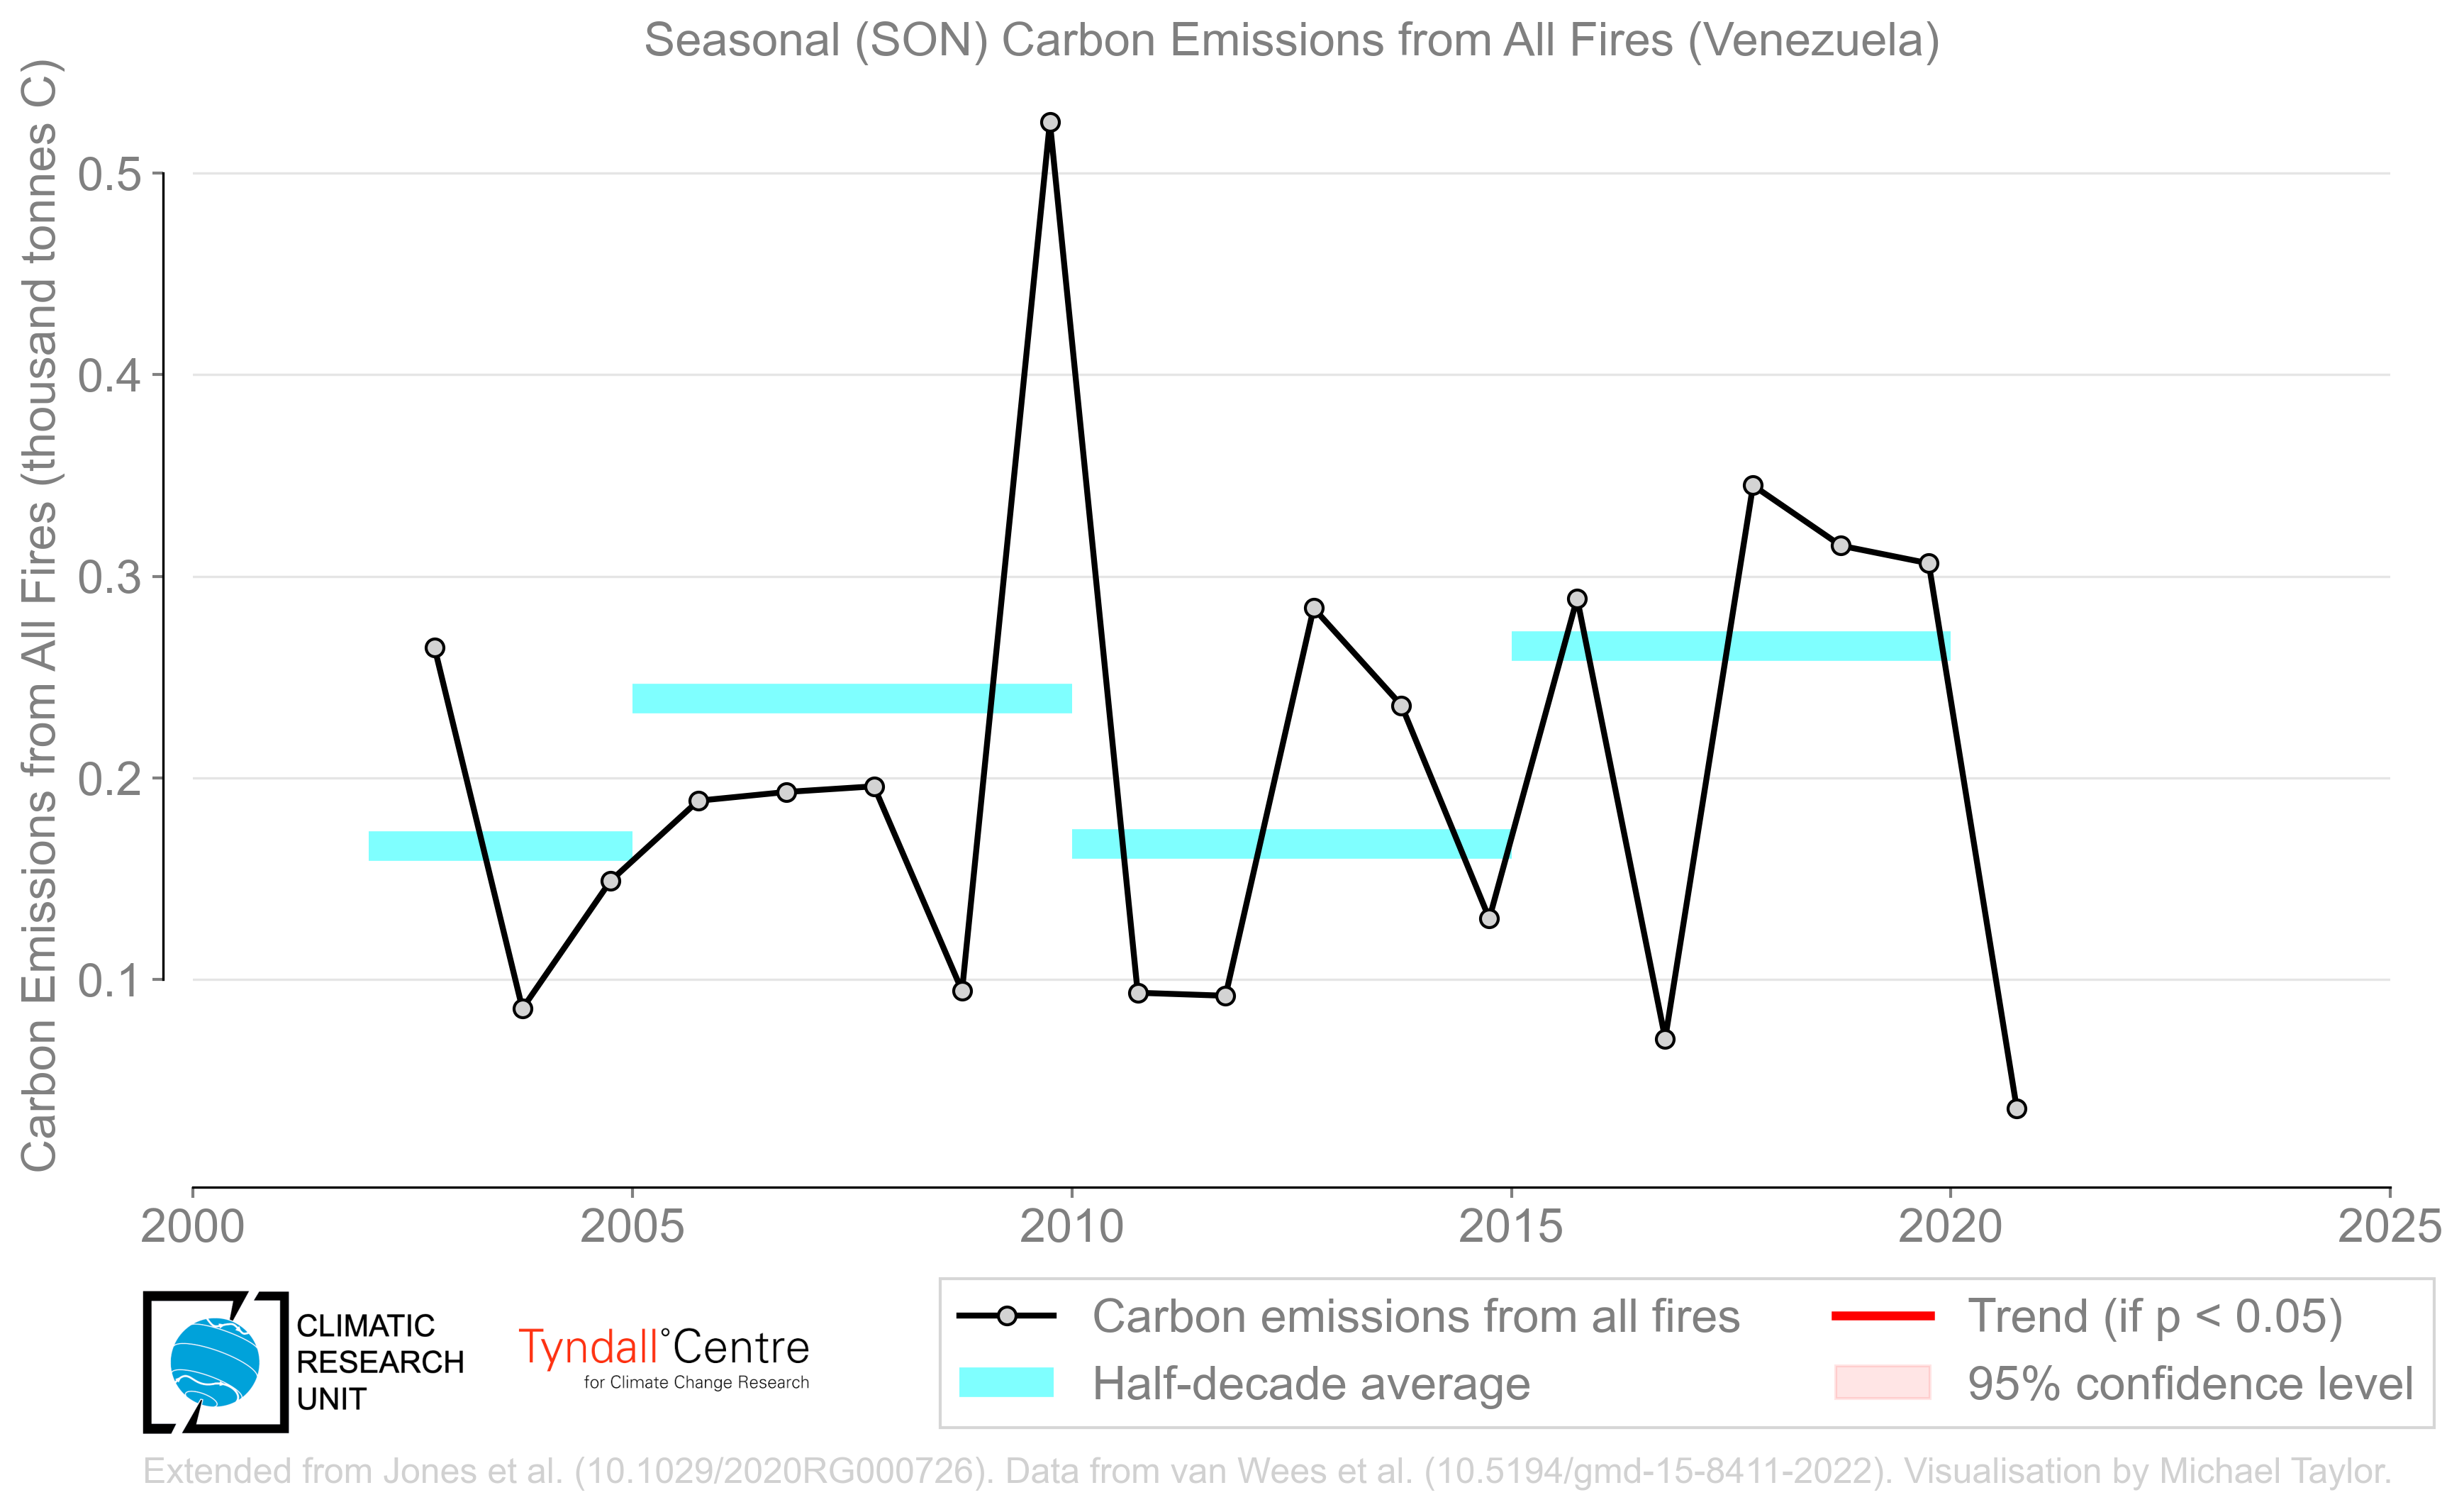 Seasonal (SON) Carbon Emissions from All Fires (Venezuela)
Carbon Emissions from All Fires (thousand tonnes C)
0.5
0.4
0.3
0.2
0.1
2000 2005 2010 2015 2020 2025
CLIMATIC
RESEARCH
UNIT
Tyndall°Centre
for Climate Change Research
Carbon emissions from all fires
Half-decade average
Trend (if p < 0.05)
95% confidence level
Extended from Jones et al. (10.1029/2020RG000726). Data from van Wees et al. (10.5194/gmd-15-8411-2022). Visualisation by Michael Taylor.